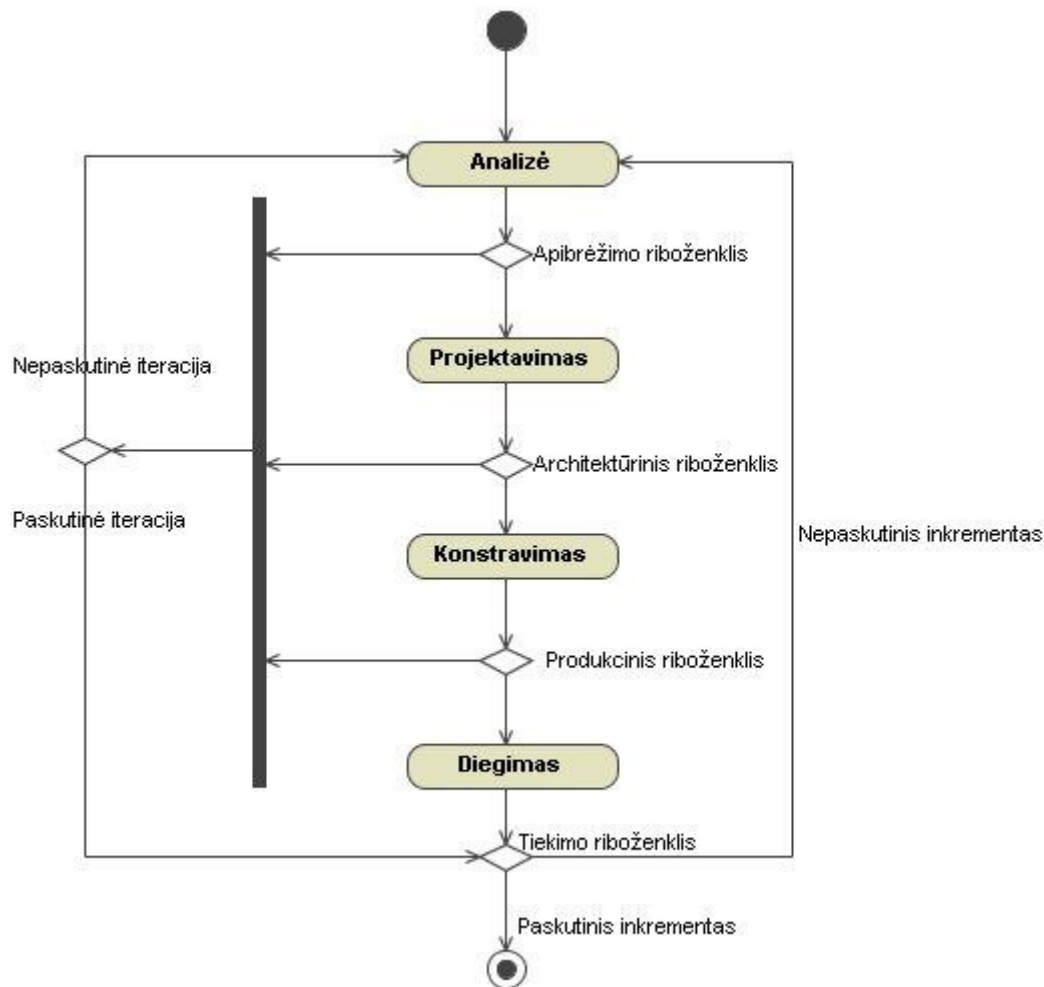 Analizė
Apibrėžimo riboženklis
Projektavimas
Nepaskutinė iteracija
Architektūrinis riboženklis
Paskutinė iteracija
Nepaskutinis inkrementas
Konstravimas
Produkcinis riboženklis
Diegimas
Tiekimo riboženklis
Paskutinis inkrementas